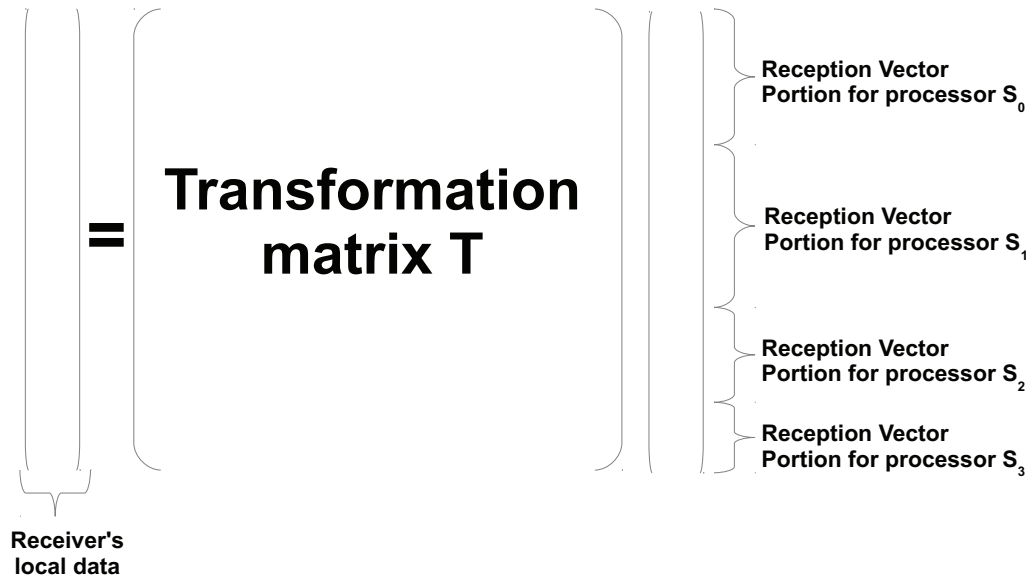 Reception Vector
Portion for processor S₀
Transformation
matrix T
=
Reception Vector
Portion for processor S₁
Reception Vector
Portion for processor S₂
Reception Vector
Portion for processor S₃
Receiver's
local data